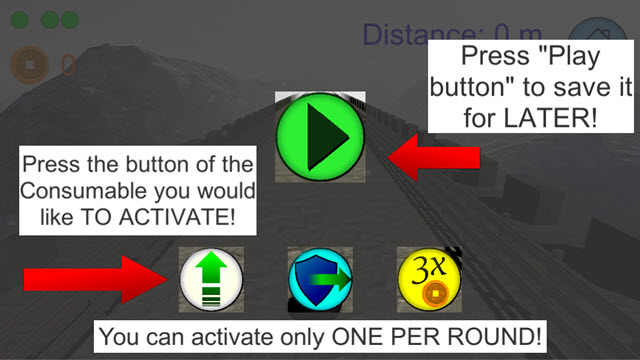 Distance: 0 m
0
Press "Play
button" to save it
for LATER!
Press the button of the
Consumable you would
like TO ACTIVATE!
3x
You can activate only ONE PER ROUND!